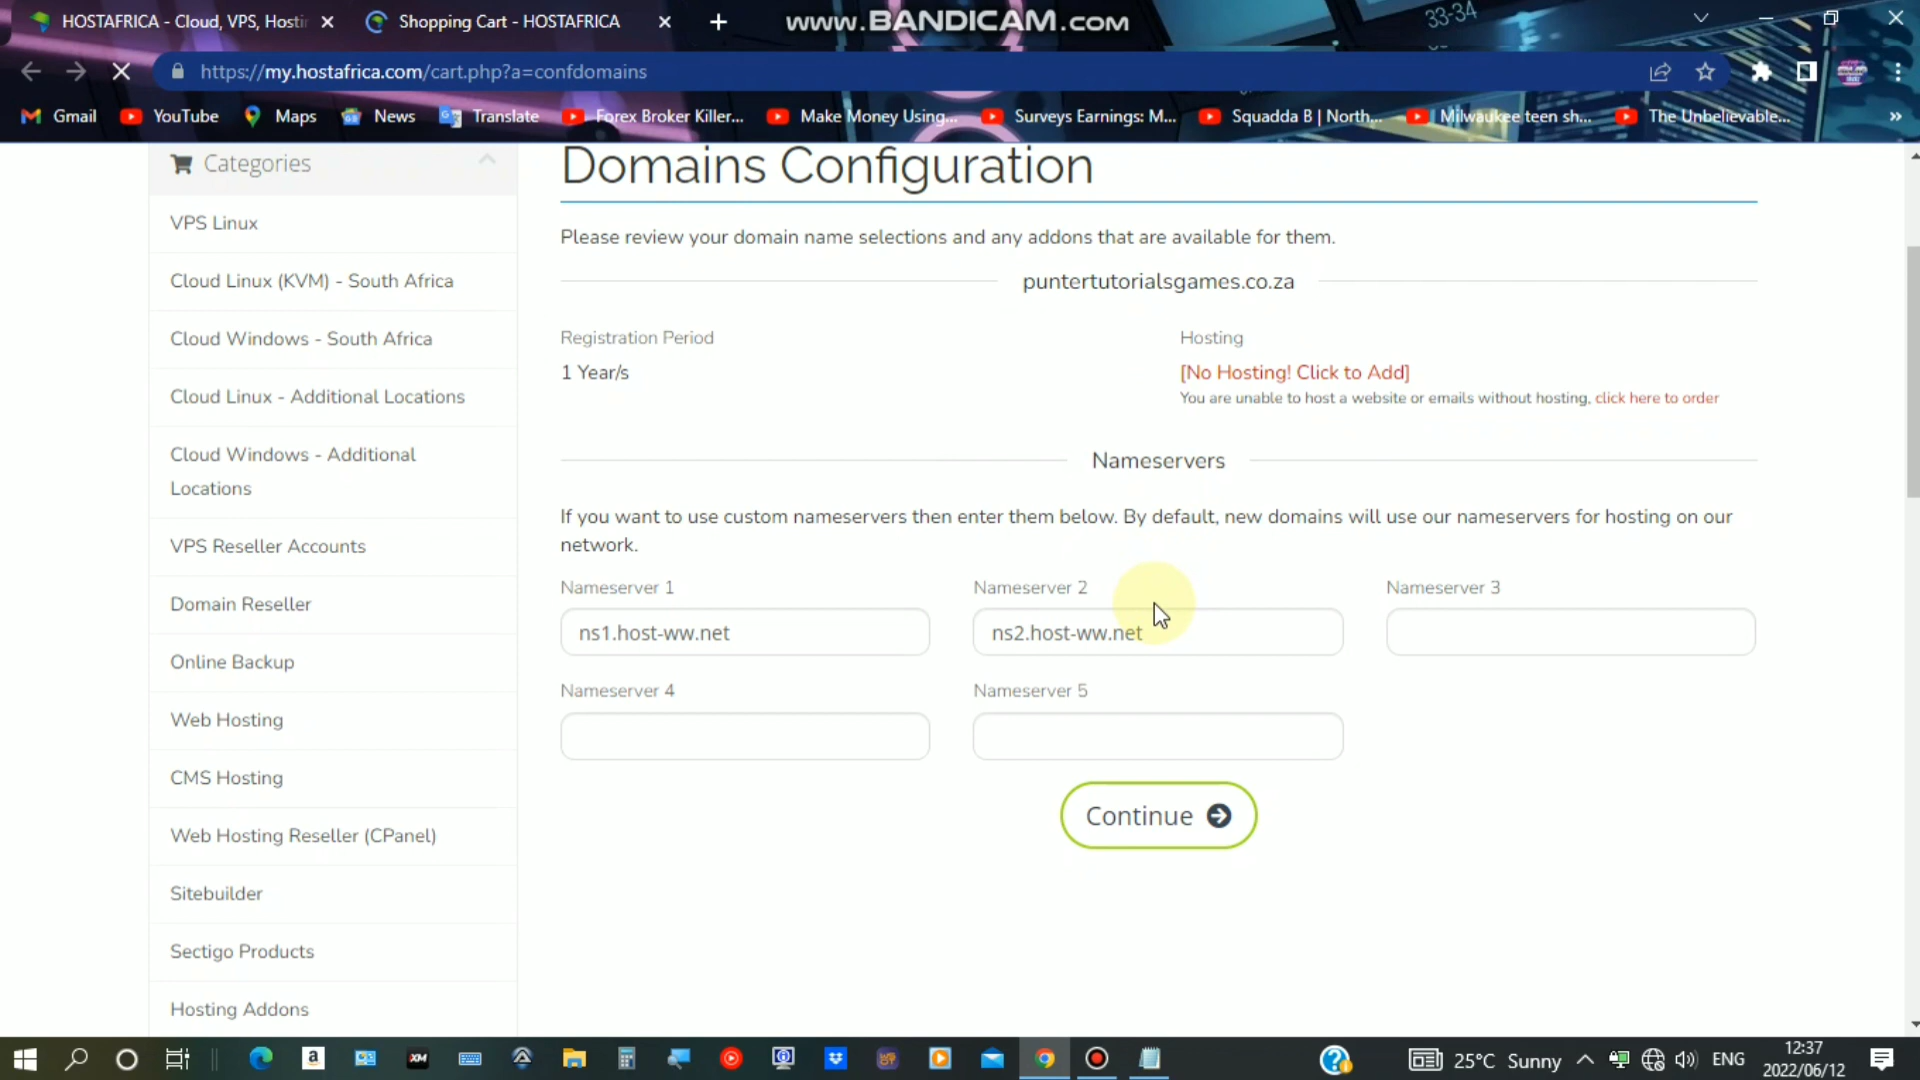 HOSTAFRICA - Cloud, VPS, Hostin
Shopping Cart - HOSTAFRICA
www.BANDICAM.com
33-34
https://my.hostafrica.com/cart.php?a=confdomains
Gmail
YouTube
Maps
News
Translate
Forex Broker Killer...
Make Money Using...
Surveys Earnings: M...
Squadda B | North...
Milwaukee teen sh...
The Unbelievable...
»
Categories
VPS Linux
Cloud Linux (KVM) - South Africa
Cloud Windows - South Africa
Cloud Linux - Additional Locations
Cloud Windows - Additional
Locations
VPS Reseller Accounts
Domain Reseller
Online Backup
Web Hosting
CMS Hosting
Web Hosting Reseller (CPanel)
Sitebuilder
Sectigo Products
Hosting Addons
Domains Configuration
Please review your domain name selections and any addons that are available for them.
puntertutorialsgames.co.za
Registration Period
1 Year/s
Hosting
[No Hosting! Click to Add]
You are unable to host a website or emails without hosting, click here to order
Nameservers
If you want to use custom nameservers then enter them below. By default, new domains will use our nameservers for hosting on our
network.
Nameserver 1
Nameserver 2
Nameserver 3
ns1.host-ww.net
ns2.host-ww.net
Nameserver 4
Nameserver 5
Continue
XM
25°C Sunny
ENG
12:37
2022/06/12